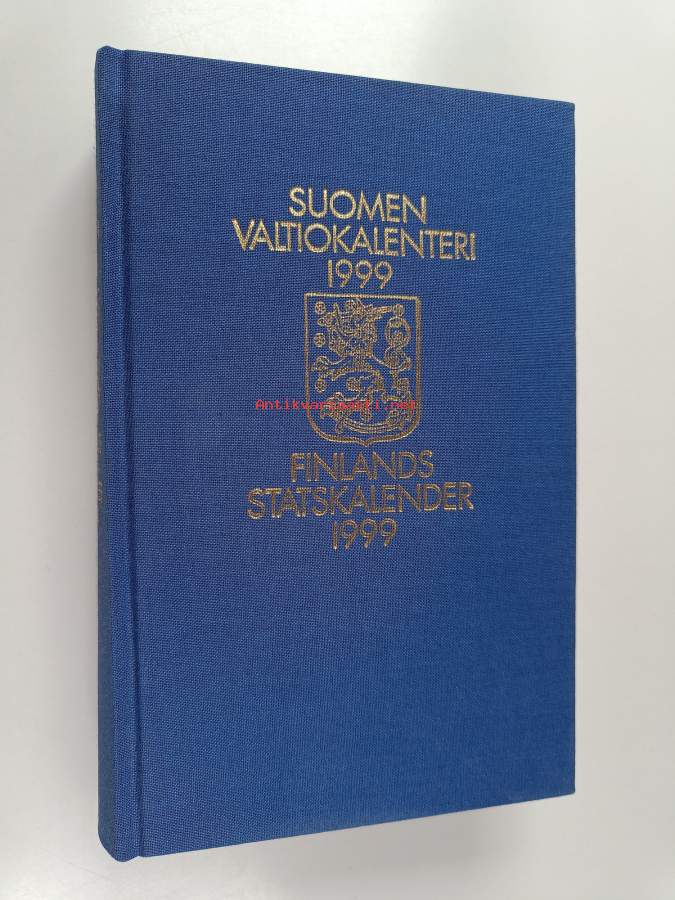 SUOMEN
VALTIOKALENTERI
1999
Antikvariaatti.net
FINLANDS
STATSKALENDER
1999